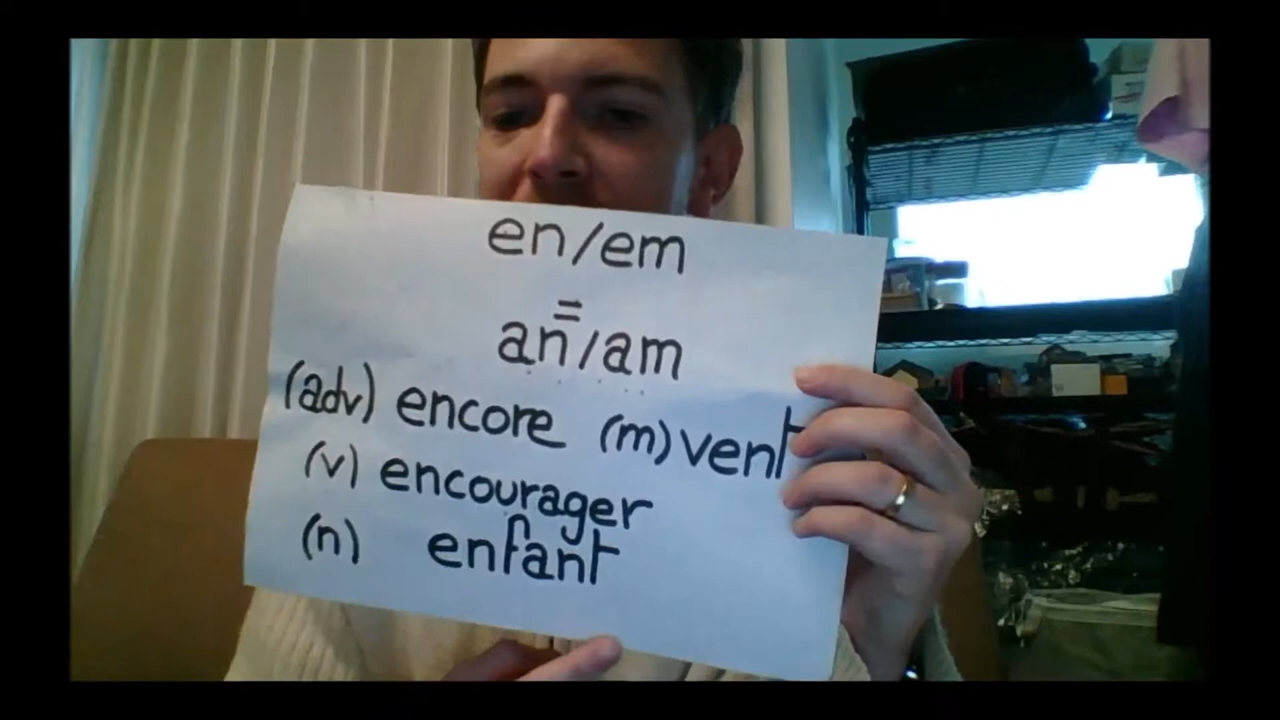 en/em
=
an/am
(adv) encore (m) vent
(v) encourager
(n) enfant